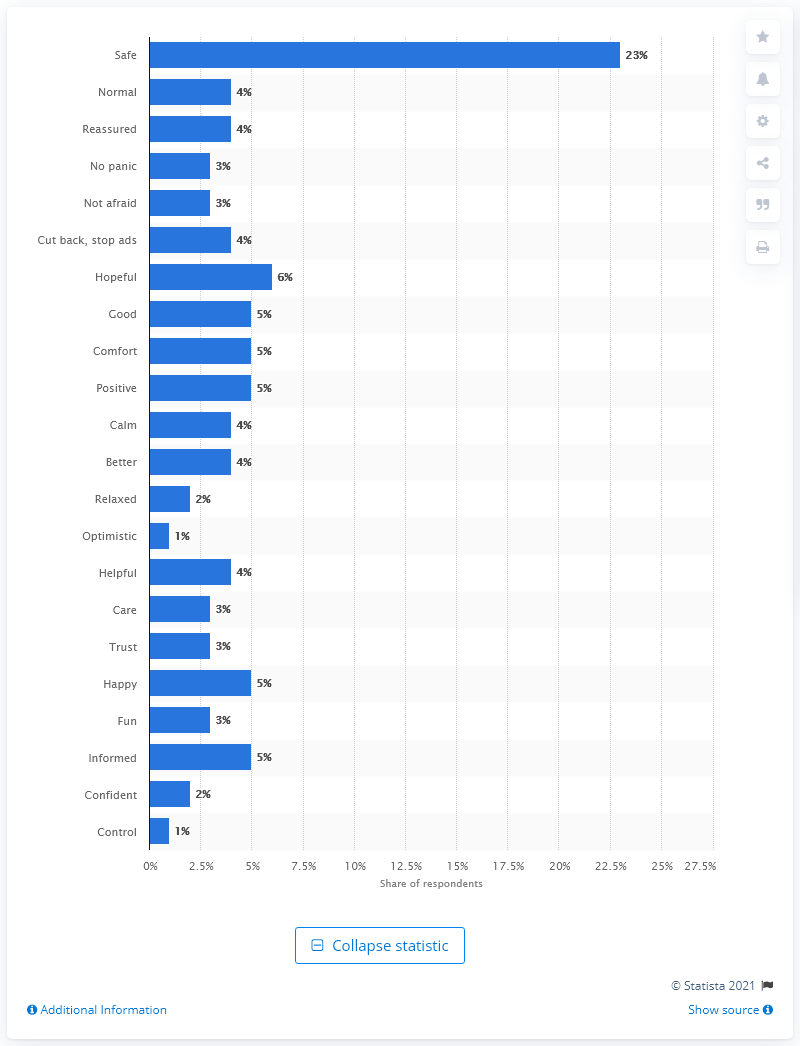 Safe 23%
Normal 4%
Reassured 4%
No panic 3%
Not afraid 3%
Cut back, stop ads 4%
Hopeful 6%
Good 5%
Comfort 5%
Positive 5%
Calm 4%
Better 4%
Relaxed 2%
Optimistic 1%
Helpful 4%
Care 3%
Trust 3%
Happy 5%
Fun 3%
Informed 5%
Confident 2%
Control 1%
0% 2.5% 5% 7.5% 10% 12.5% 15% 17.5% 20% 22.5% 25% 27.5%
Share of respondents
Collapse statistic
© Statista 2021
Additional Information Show source